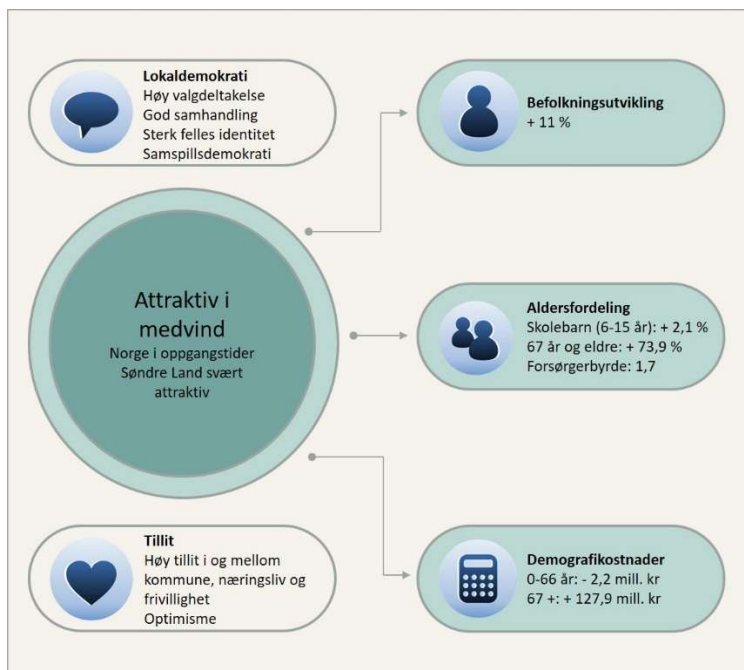 Lokaldemokrati
Høy valgdeltakelse
God samhandling
Sterk felles identitet
Samspillsdemokrati
Befolkningsutvikling
+ 11 %
Attraktiv i
medvind
Norge i oppgangstider
Søndre Land svært
attraktiv
Aldersfordeling
Skolebarn (6-15 år): + 2,1 %
67 år og eldre: + 73,9 %
Forsørgerbyrde: 1,7
Tillit
Høy tillit i og mellom
kommune, næringsliv og
frivillighet
Optimisme
Demografikostnader
0-66 år: - 2,2 mill. kr
67 +: + 127,9 mill. kr